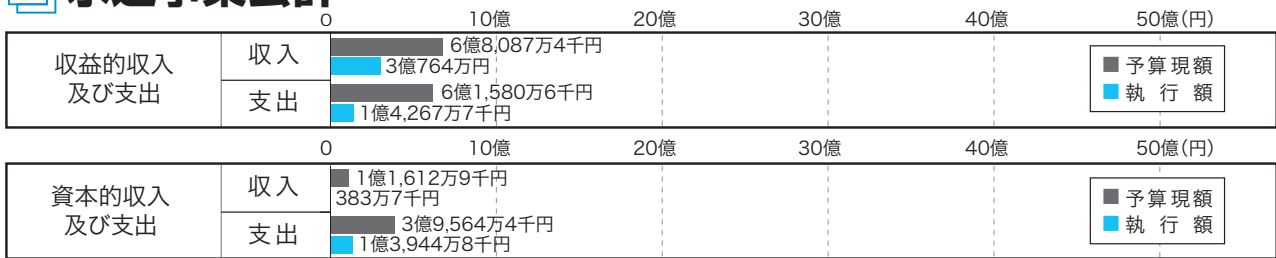 0 10億 20億 30億 40億 50億(円)
収益的収入
及び支出
収入
6億8,087万4千円
3億764万円
支出
6億1,580万6千円
1億4,267万7千円
予算現額
執行額
0 10億 20億 30億 40億 50億(円)
資本的収入
及び支出
収入
1億1,612万9千円
383万7千円
支出
3億9,564万4千円
1億3,944万8千円
予算現額
執行額